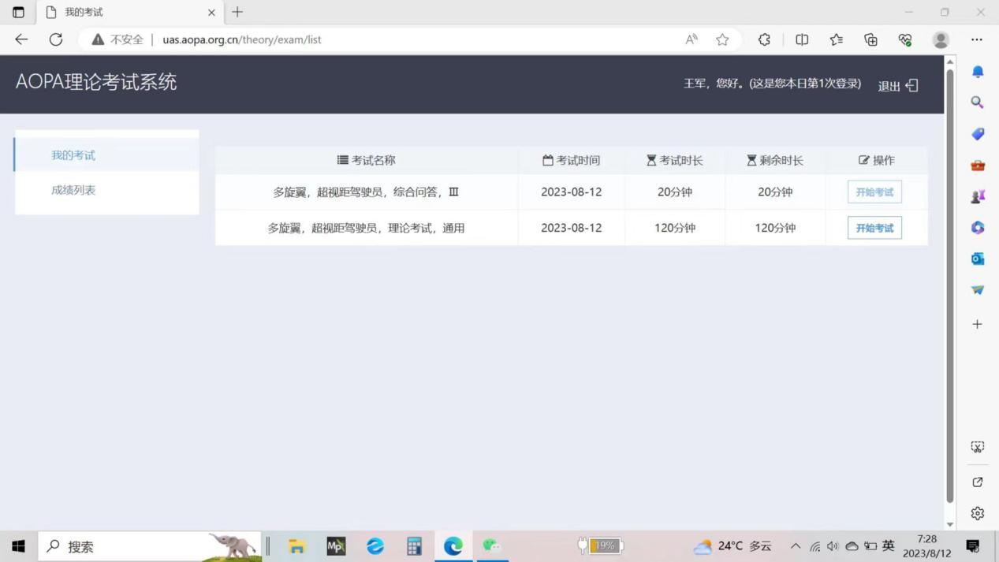 我的考试
不安全
uas.aopa.org.cn/theory/exam/list
AOPA理论考试系统
王军，您好。(这是您本日第1次登录)
退出
我的考试
成绩列表
考试名称 考试时间 考试时长 剩余时长 操作
多旋翼，超视距驾驶员，综合问答，Ⅲ 2023-08-12 20分钟 20分钟 开始考试
多旋翼，超视距驾驶员，理论考试，通用 2023-08-12 120分钟 120分钟 开始考试
搜索
Mp
19%
24°C 多云
英
7:28
2023/8/12